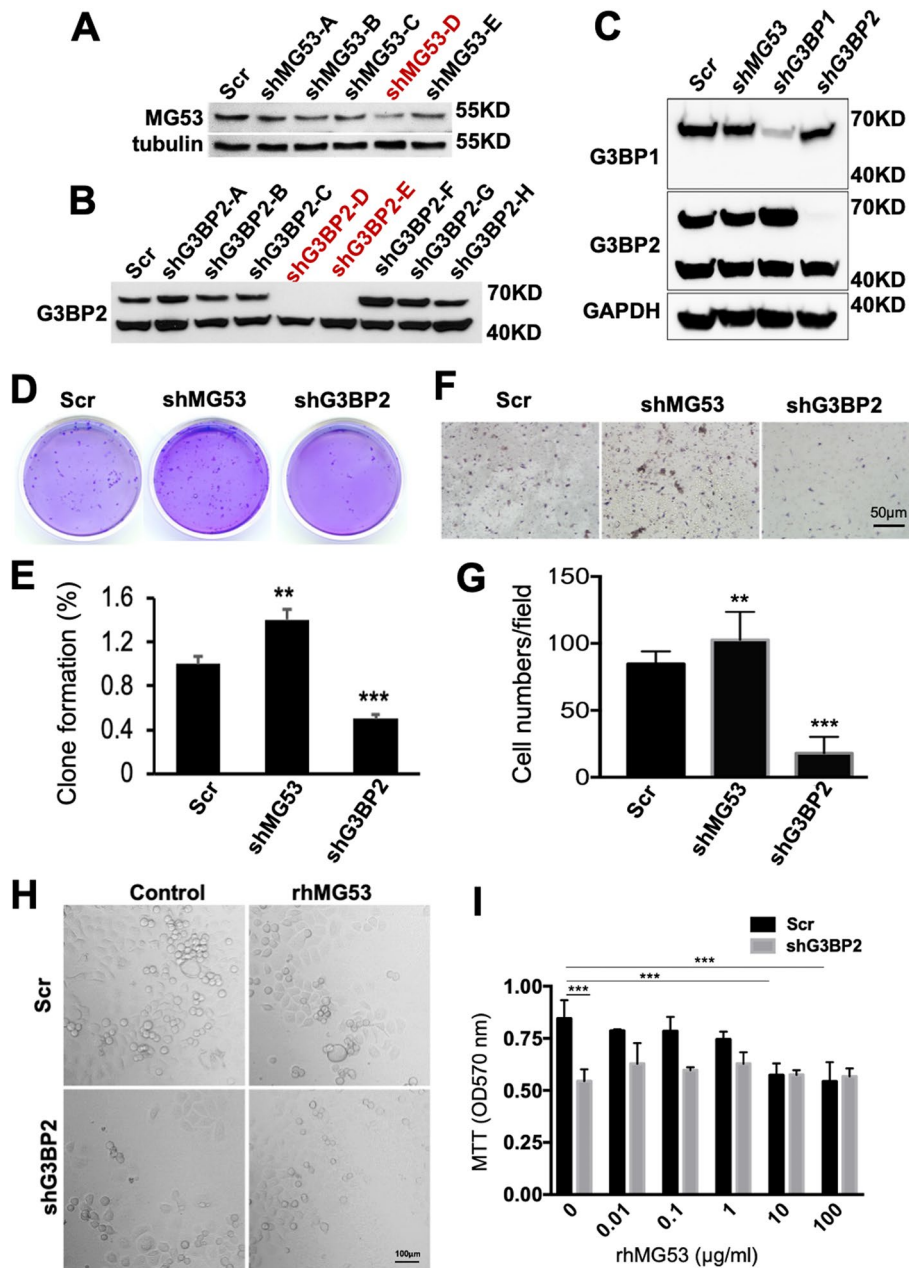 A
Scr
shMG53-A
shMG53-B
shMG53-C
shMG53-D
shMG53-E
MG53
55KD
tubulin
55KD
B
Scr
shG3BP2-A
shG3BP2-B
shG3BP2-C
shG3BP2-D
shG3BP2-E
shG3BP2-F
shG3BP2-G
shG3BP2-H
G3BP2
70KD
40KD
C
Scr
shMG53
shG3BP1
shG3BP2
G3BP1
70KD
40KD
G3BP2
70KD
40KD
GAPDH
40KD
D
Scr
shMG53
shG3BP2
E
Clone formation (%)
1.6
1.2
0.8
0.4
0
**
***
Scr
shMG53
shG3BP2
F
Scr
shMG53
shG3BP2
50μm
G
Cell numbers/field
150
100
50
0
**
***
Scr
shMG53
shG3BP2
H
Control
rhMG53
Scr
shG3BP2
100μm
I
Scr
shG3BP2
***
***
***
MTT (OD570 nm)
1.00
0.75
0.50
0.25
0.00
0
0.01
0.1
1
10
100
rhMG53 (μg/ml)